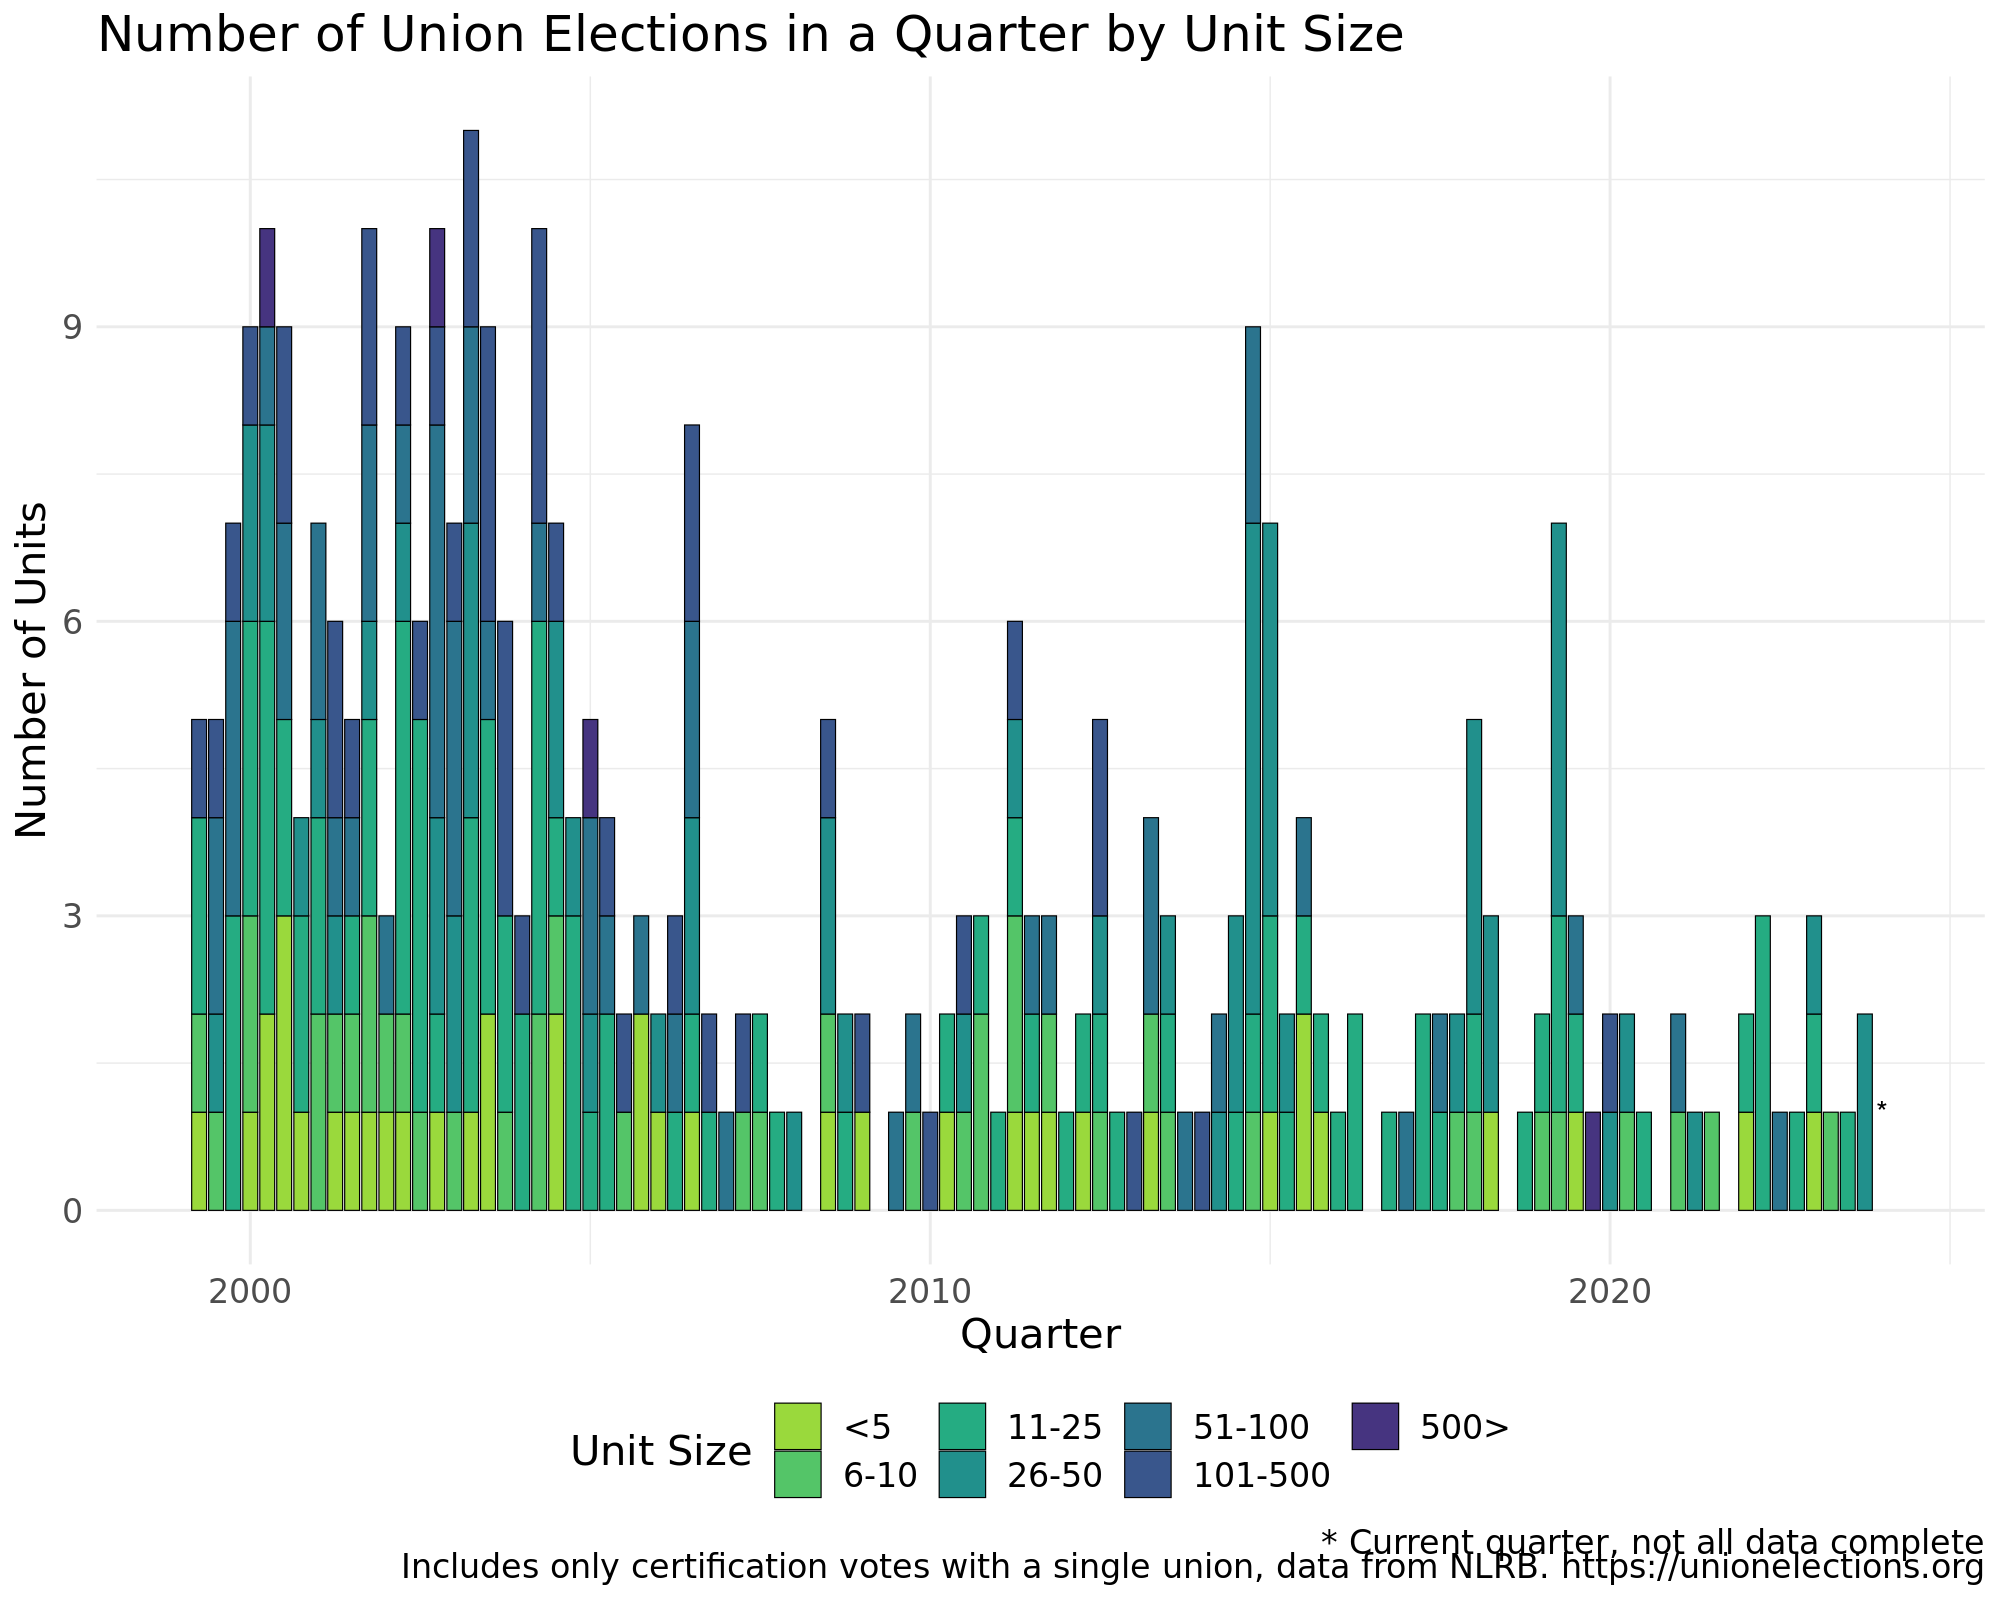 Number of Union Elections in a Quarter by Unit Size
Number of Units
9
6
3
0
*
2000 2010 2020
Quarter
Unit Size
<5 11-25 51-100 500>
6-10 26-50 101-500
* Current quarter, not all data complete
Includes only certification votes with a single union, data from NLRB. https://unionelections.org